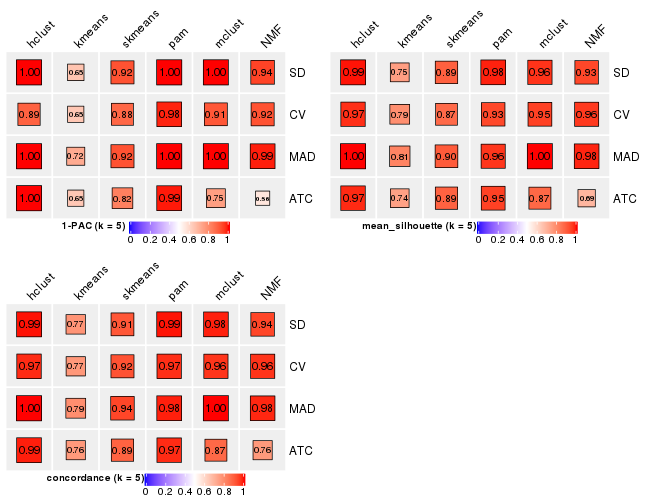 hclust kmeans skmeans pam mclust NMF
1.00 0.65 0.92 1.00 1.00 0.94 SD
0.89 0.65 0.88 0.98 0.91 0.92 CV
1.00 0.72 0.92 1.00 1.00 0.99 MAD
1.00 0.65 0.82 0.99 0.75 0.56 ATC
1-PAC (k = 5)
0 0.2 0.4 0.6 0.8 1
hclust kmeans skmeans pam mclust NMF
0.99 0.75 0.89 0.98 0.96 0.93 SD
0.97 0.79 0.87 0.93 0.95 0.96 CV
1.00 0.81 0.90 0.96 1.00 0.98 MAD
0.97 0.74 0.89 0.95 0.87 0.69 ATC
mean_silhouette (k = 5)
0 0.2 0.4 0.6 0.8 1
hclust kmeans skmeans pam mclust NMF
0.99 0.77 0.91 0.99 0.98 0.94 SD
0.97 0.77 0.92 0.97 0.96 0.96 CV
1.00 0.79 0.94 0.98 1.00 0.98 MAD
0.99 0.76 0.89 0.97 0.87 0.76 ATC
concordance (k = 5)
0 0.2 0.4 0.6 0.8 1